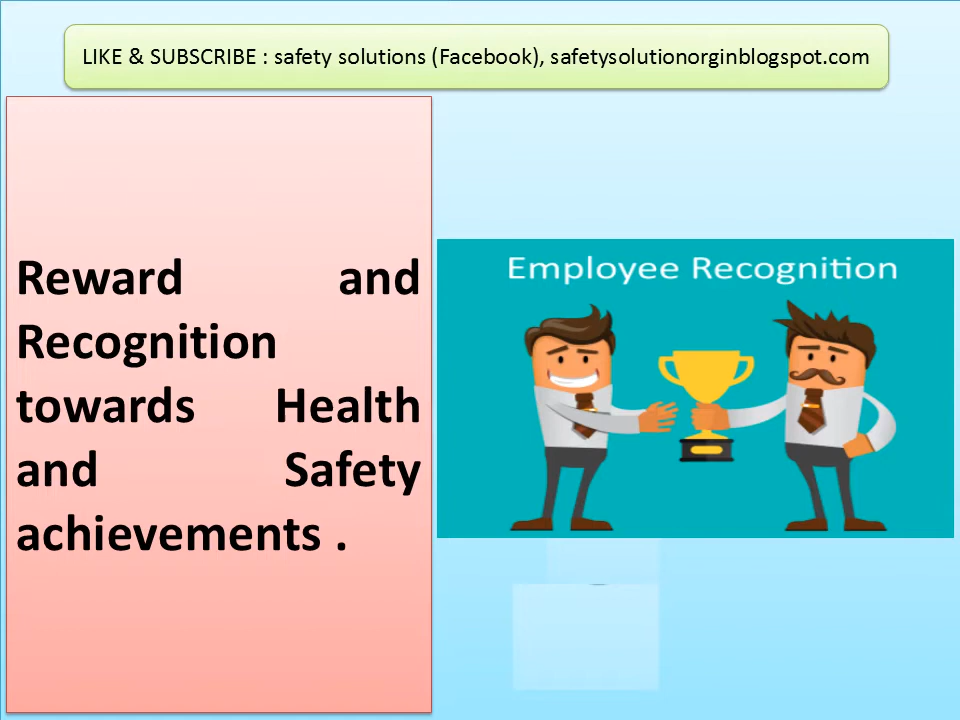 LIKE & SUBSCRIBE : safety solutions (Facebook), safetysolutionorginblogspot.com
Reward and
Recognition
towards Health
and Safety
achievements .
Employee Recognition